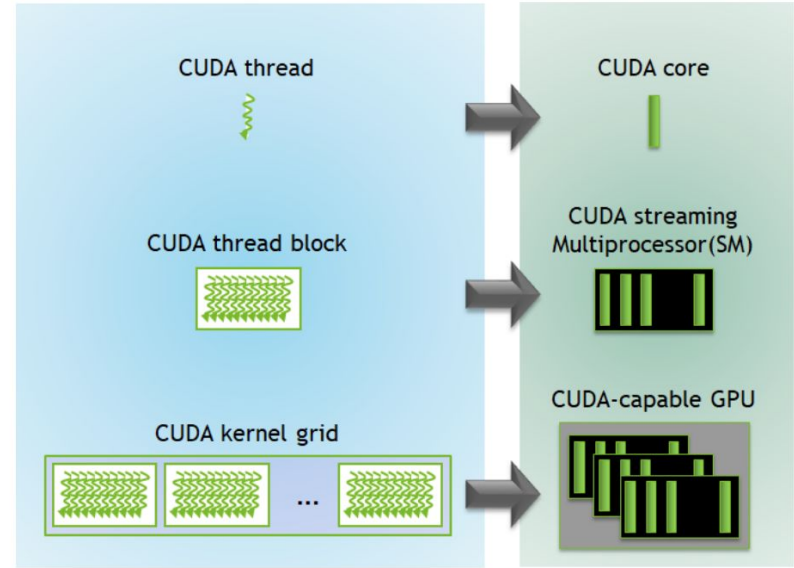 CUDA thread
CUDA core
CUDA thread block
CUDA streaming
Multiprocessor(SM)
CUDA kernel grid
...
CUDA-capable GPU